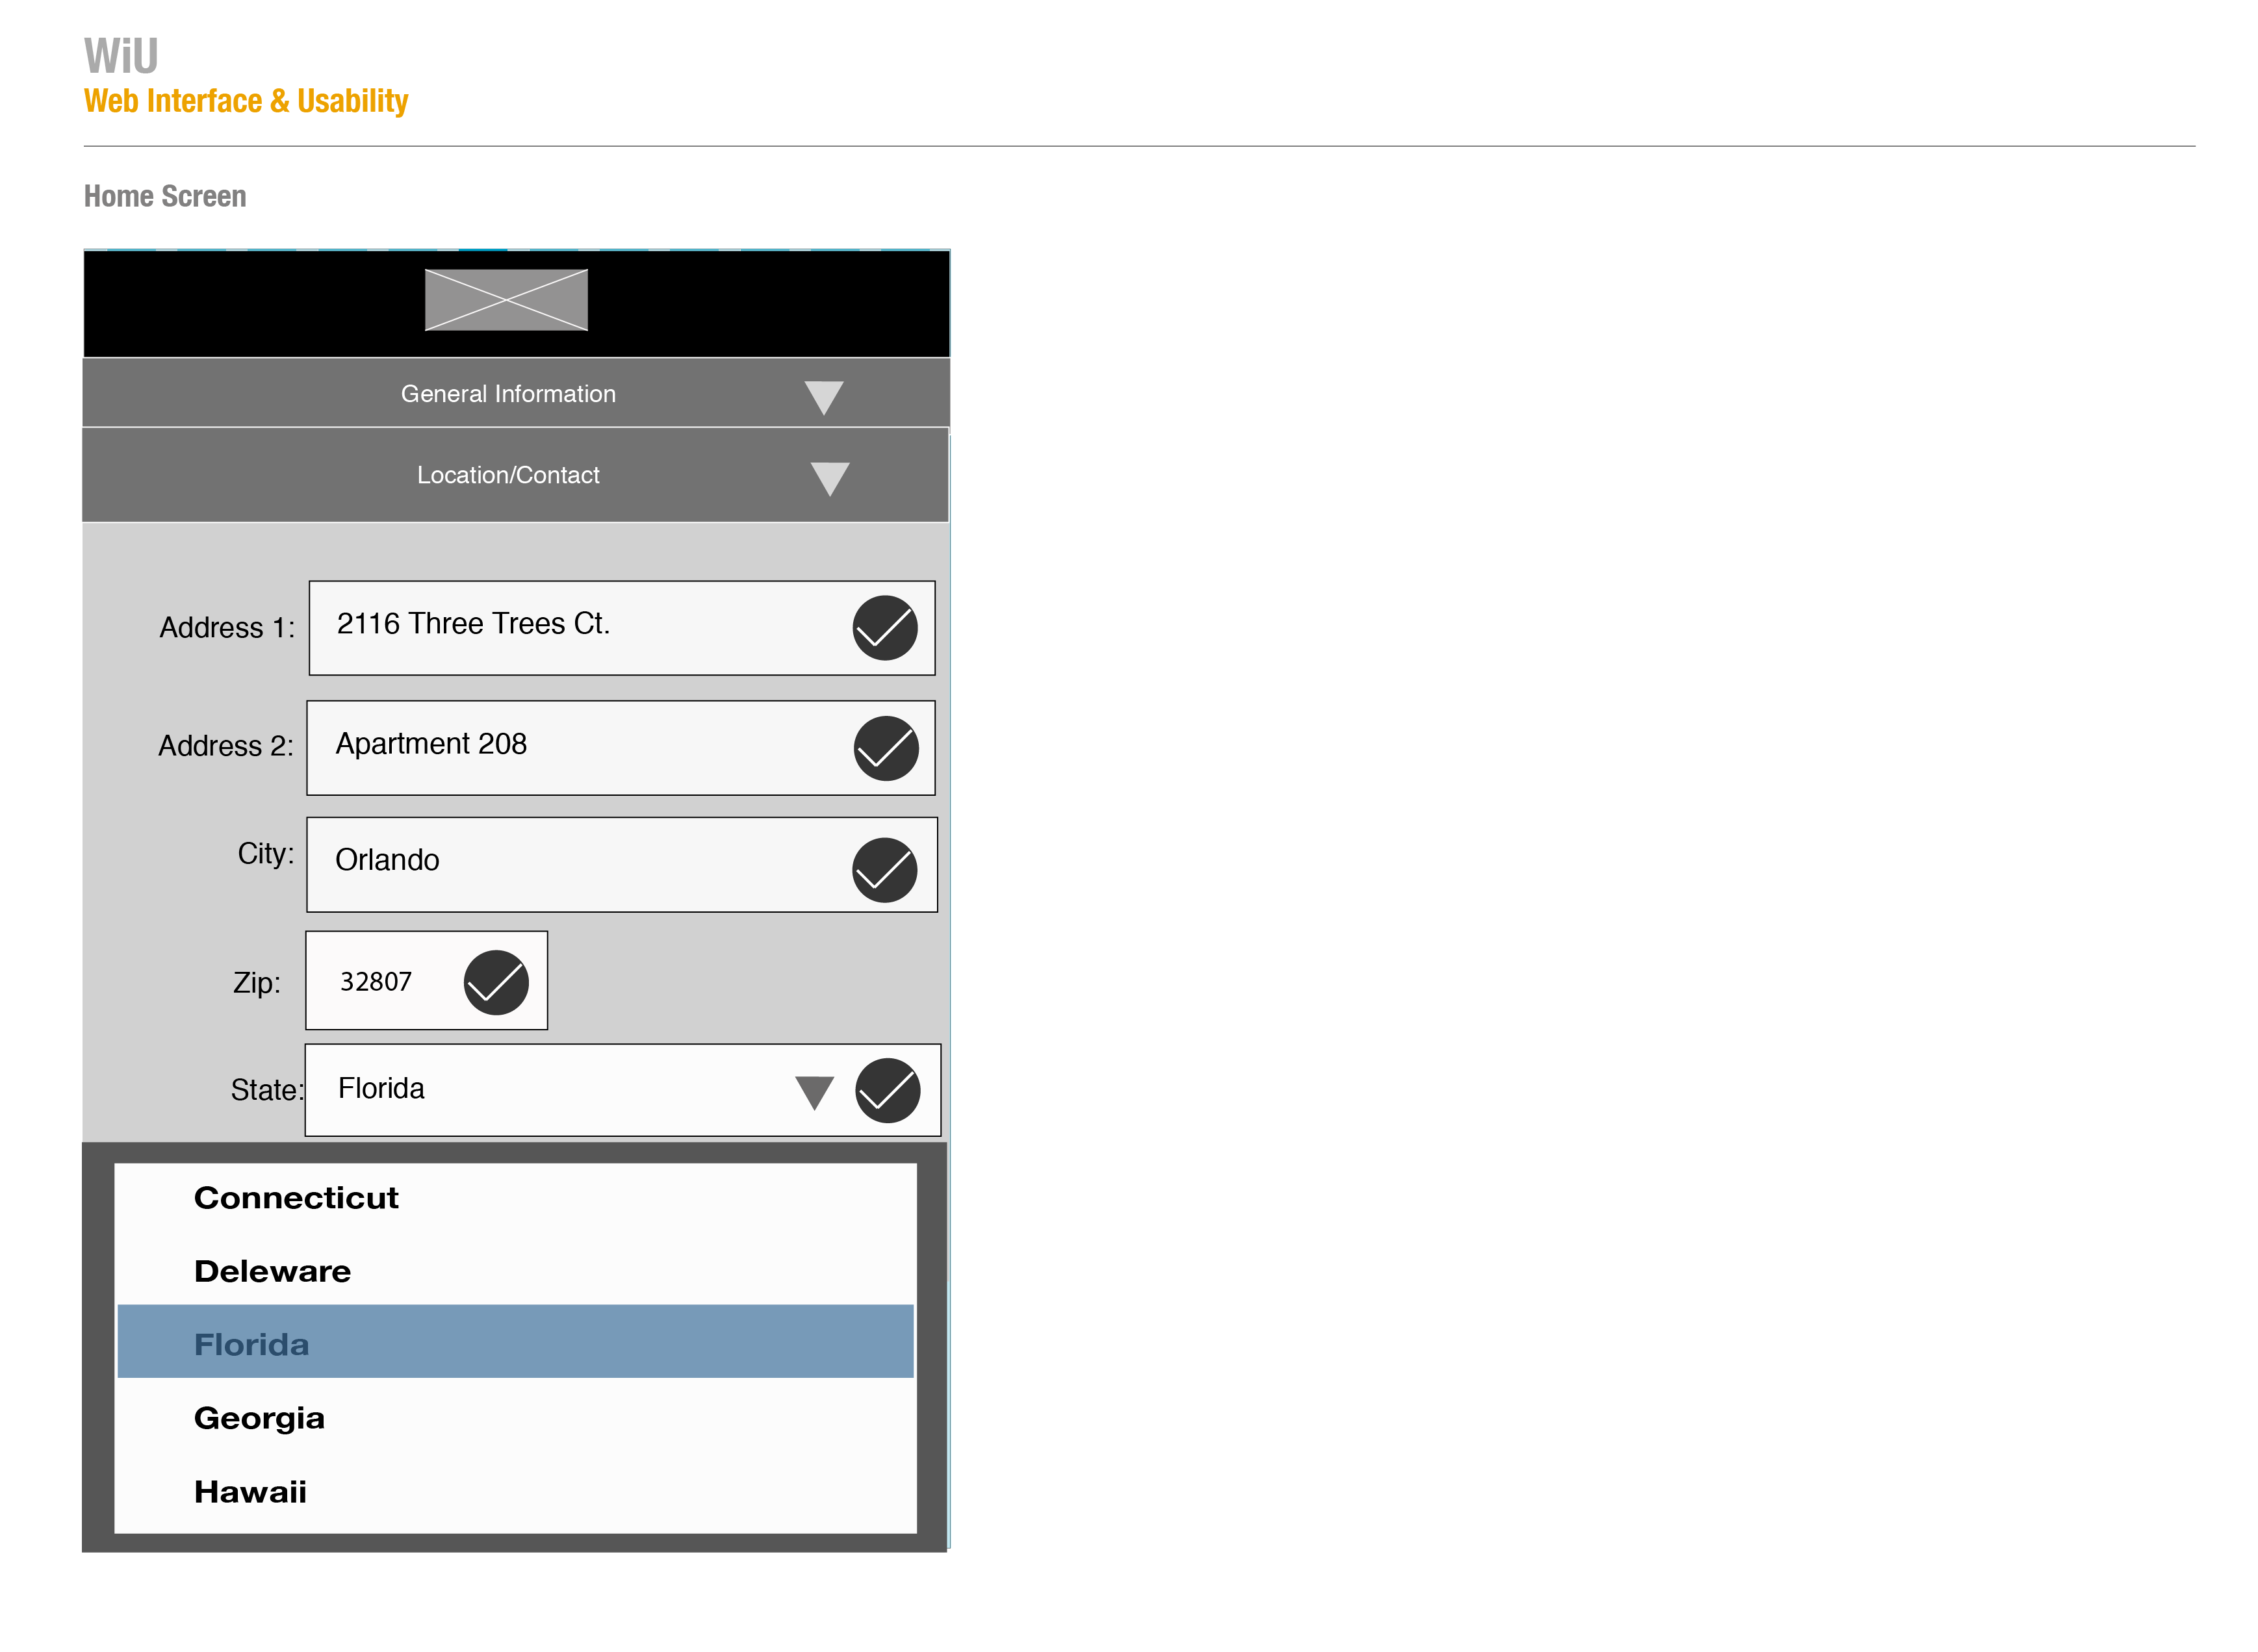 WiU
Web Interface & Usability
Home Screen
General Information
Location/Contact
Address 1: 2116 Three Trees Ct.
Address 2: Apartment 208
City: Orlando
Zip: 32807
State: Florida
Connecticut
Deleware
Florida
Georgia
Hawaii